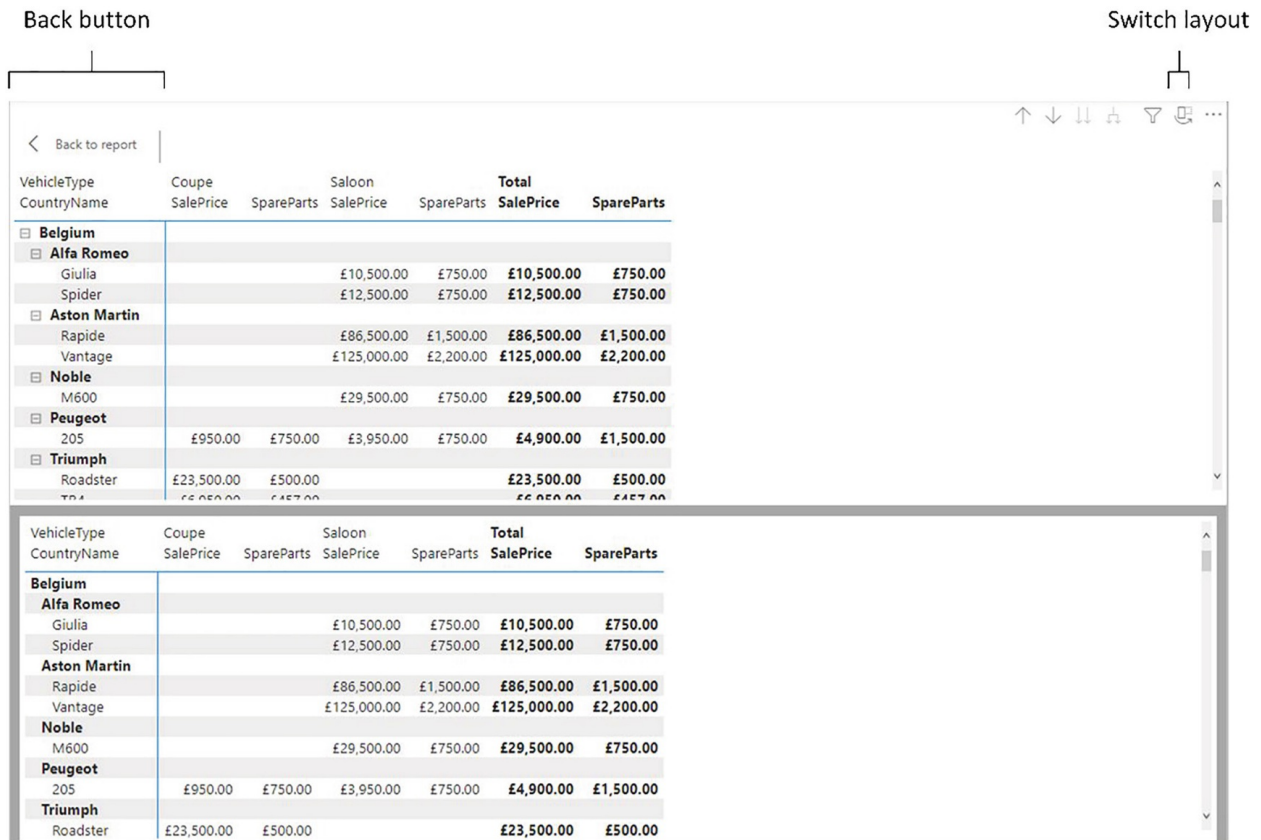 Back button
Switch layout
Back to report
VehicleType Coupe Saloon Total
CountryName SalePrice SpareParts SalePrice SpareParts SalePrice SpareParts
Belgium
Alfa Romeo
Giulia £10,500.00 £750.00 £10,500.00 £750.00
Spider £12,500.00 £750.00 £12,500.00 £750.00
Aston Martin
Rapide £86,500.00 £1,500.00 £86,500.00 £1,500.00
Vantage £125,000.00 £2,200.00 £125,000.00 £2,200.00
Noble
M600 £29,500.00 £750.00 £29,500.00 £750.00
Peugeot
205 £950.00 £750.00 £3,950.00 £750.00 £4,900.00 £1,500.00
Triumph
Roadster £23,500.00 £500.00 £23,500.00 £500.00
TR4 £6,950.00 £457.00 £6,950.00 £457.00
VehicleType Coupe Saloon Total
CountryName SalePrice SpareParts SalePrice SpareParts SalePrice SpareParts
Belgium
Alfa Romeo
Giulia £10,500.00 £750.00 £10,500.00 £750.00
Spider £12,500.00 £750.00 £12,500.00 £750.00
Aston Martin
Rapide £86,500.00 £1,500.00 £86,500.00 £1,500.00
Vantage £125,000.00 £2,200.00 £125,000.00 £2,200.00
Noble
M600 £29,500.00 £750.00 £29,500.00 £750.00
Peugeot
205 £950.00 £750.00 £3,950.00 £750.00 £4,900.00 £1,500.00
Triumph
Roadster £23,500.00 £500.00 £23,500.00 £500.00